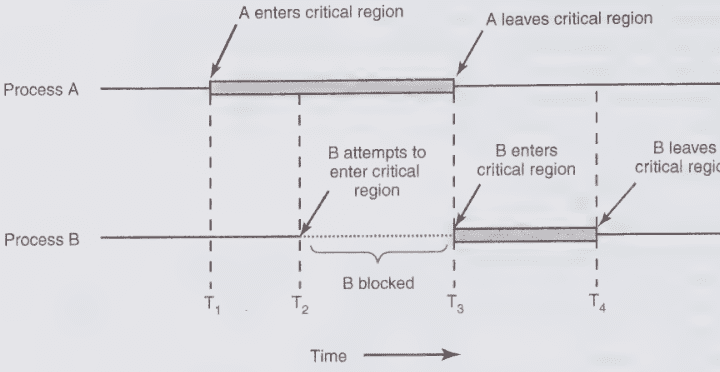 A enters critical region
A leaves critical region
Process A
B attempts to
enter critical
region
B enters
critical region
B leaves
critical
Process B
B blocked
T1
T2
T3
T4
Time